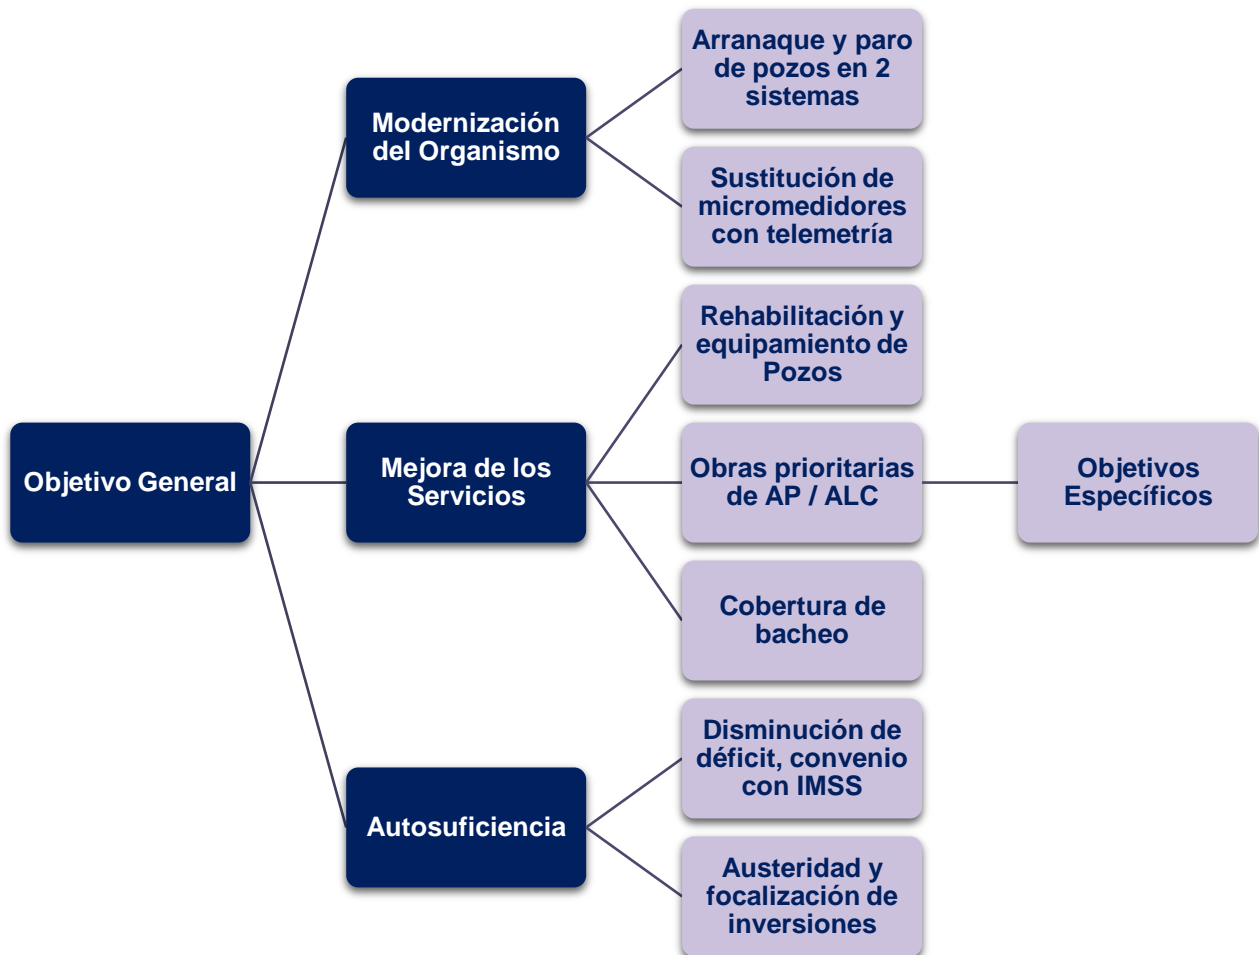 Arranaque y paro
de pozos en 2
sistemas
Modernización
del Organismo
Sustitución de
micromedidores
con telemetría
Rehabilitación y
equipamiento de
Pozos
Objetivo General
Mejora de los
Servicios
Obras prioritarias
de AP / ALC
Objetivos
Específicos
Cobertura de
bacheo
Disminución de
déficit, convenio
con IMSS
Autosuficiencia
Austeridad y
focalización de
inversiones